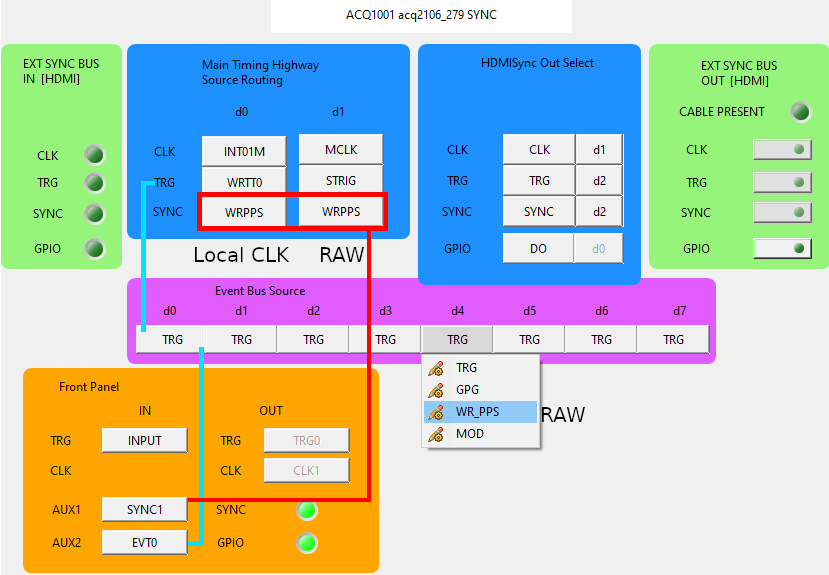 ACQ1001 acq2106_279 SYNC
EXT SYNC BUS
IN [HDMI]
CLK
TRG
SYNC
GPIO
Main Timing Highway
Source Routing
d0 d1
CLK INT01M MCLK
TRG WRTT0 STRIG
SYNC WRPPS WRPPS
HDMISync Out Select
CLK CLK d1
TRG TRG d2
SYNC SYNC d2
GPIO DO d0
EXT SYNC BUS
OUT [HDMI]
CABLE PRESENT
CLK
TRG
SYNC
GPIO
Local CLK RAW
Event Bus Source
d0 d1 d2 d3 d4 d5 d6 d7
TRG TRG TRG TRG TRG TRG TRG TRG
TRG
GPG
WR_PPS
MOD
RAW
Front Panel
IN OUT
TRG INPUT TRG TRG0
CLK CLK CLK1
AUX1 SYNC1 SYNC
AUX2 EVT0 GPIO